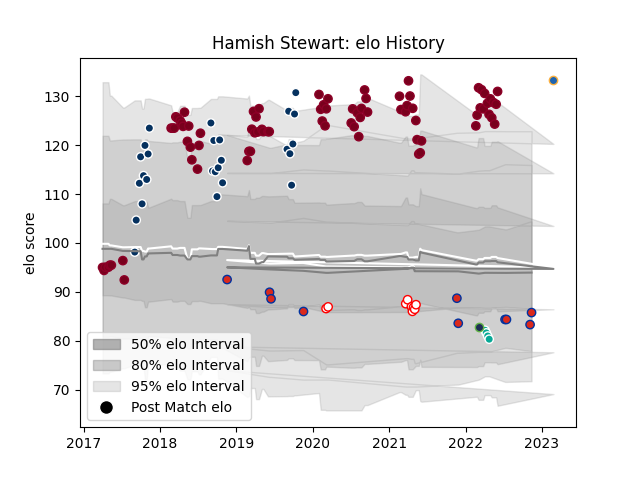 Hamish Stewart: elo History
elo score
130
120
110
100
90
80
70
50% elo Interval
80% elo Interval
95% elo Interval
Post Match elo
2017 2018 2019 2020 2021 2022 2023